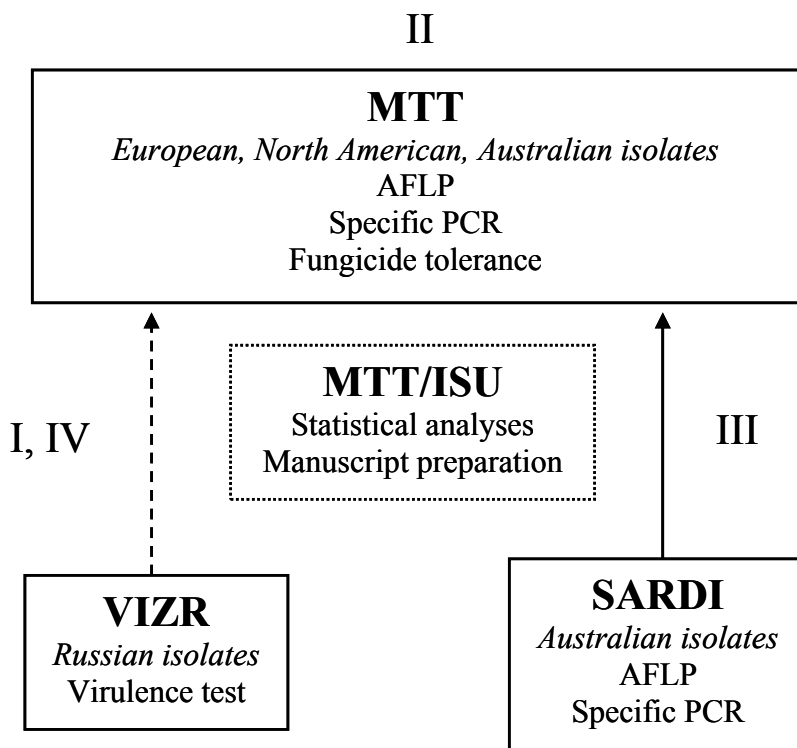 II
MTT
European, North American, Australian isolates
AFLP
Specific PCR
Fungicide tolerance
MTT/ISU
Statistical analyses
Manuscript preparation
I, IV
III
VIZR
Russian isolates
Virulence test
SARDI
Australian isolates
AFLP
Specific PCR